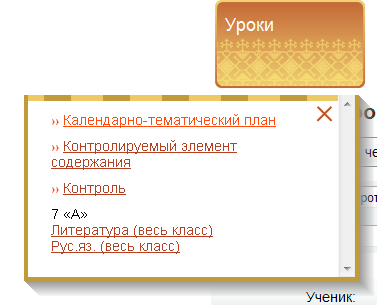 Уроки
›› Календарно-тематический план
›› Контролируемый элемент
содержания
›› Контроль
7 «А»
Литература (весь класс)
Рус.яз. (весь класс)
Ученик: